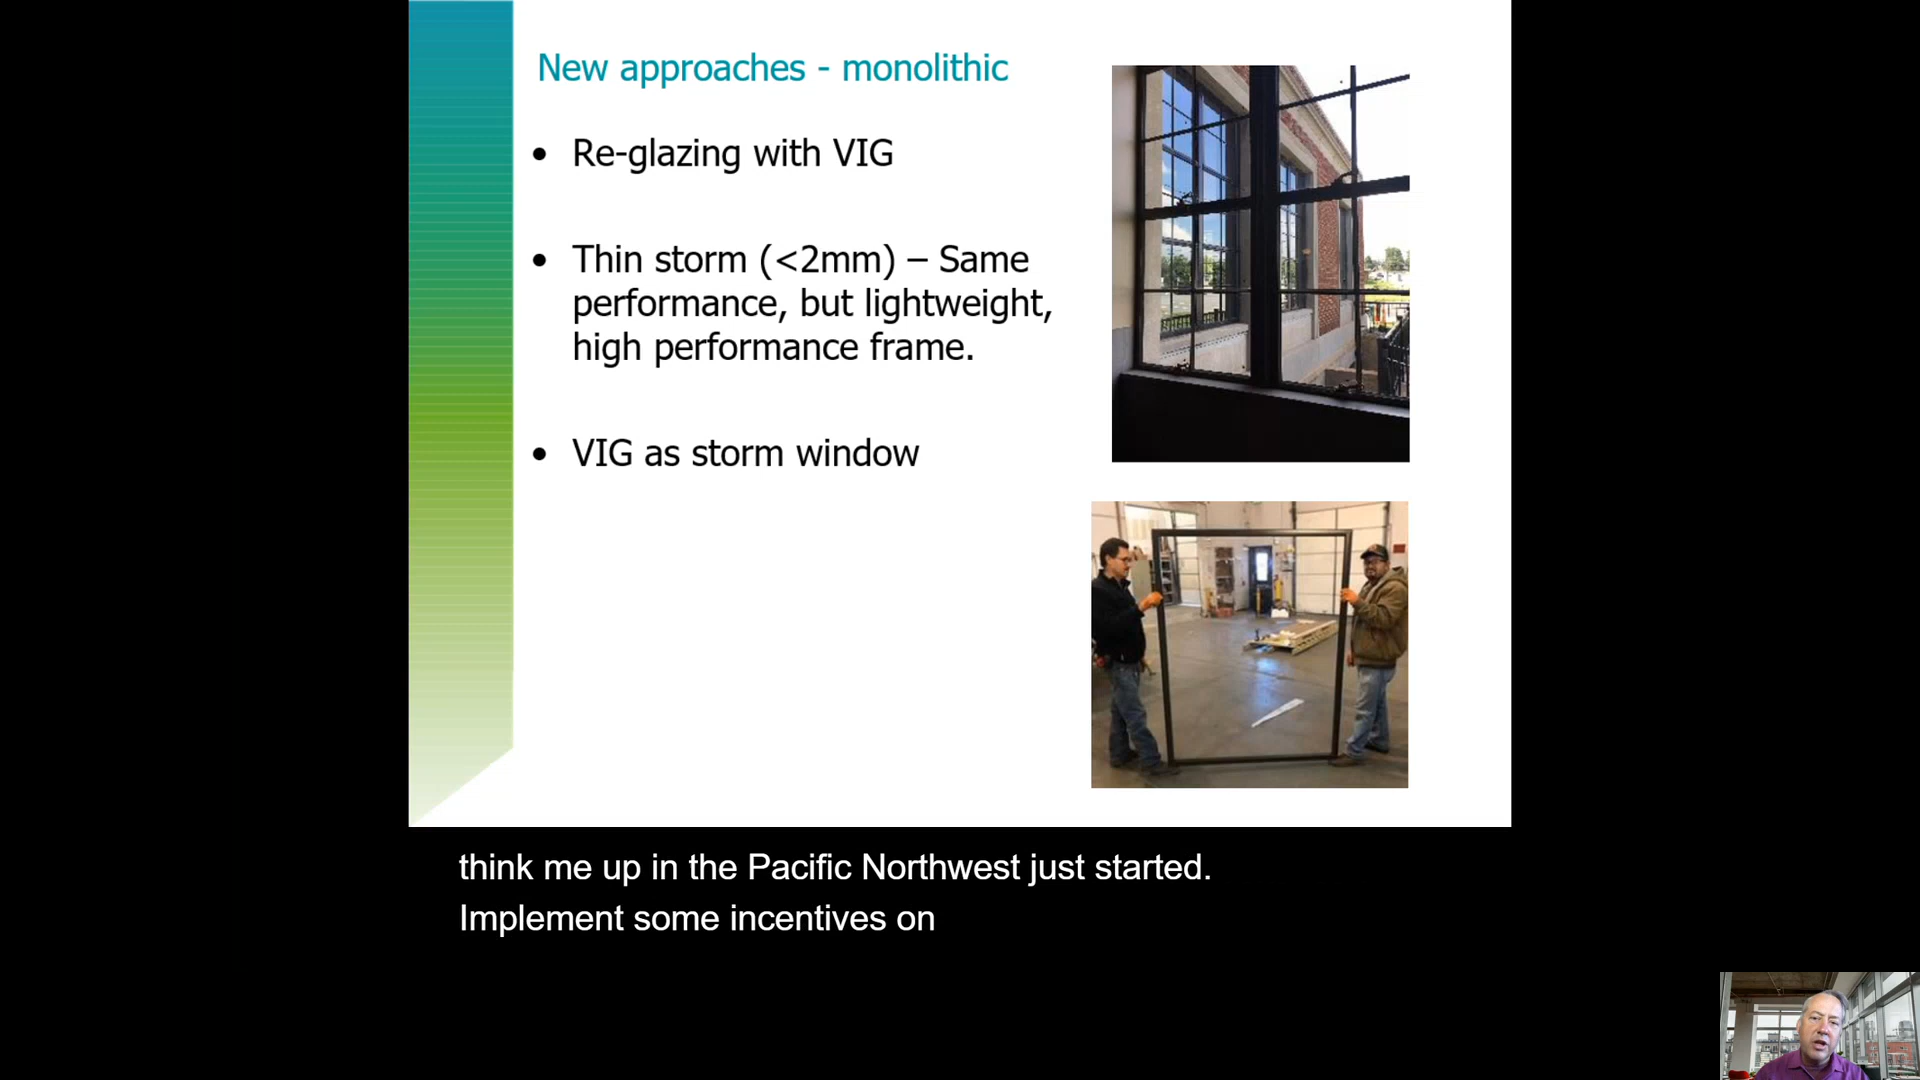 New approaches - monolithic
• Re-glazing with VIG
• Thin storm (<2mm) – Same
performance, but lightweight,
high performance frame.
• VIG as storm window
think me up in the Pacific Northwest just started.
Implement some incentives on